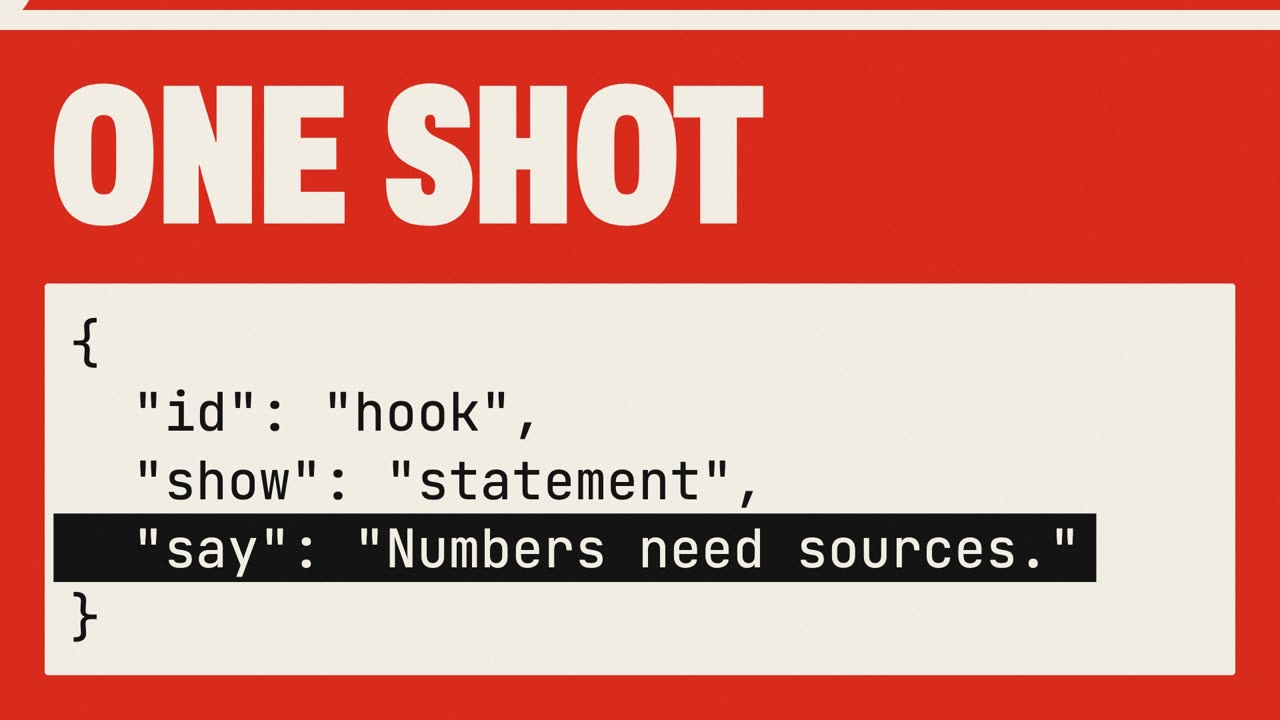 ONE SHOT
{
  "id": "hook",
  "show": "statement",
  "say": "Numbers need sources."
}